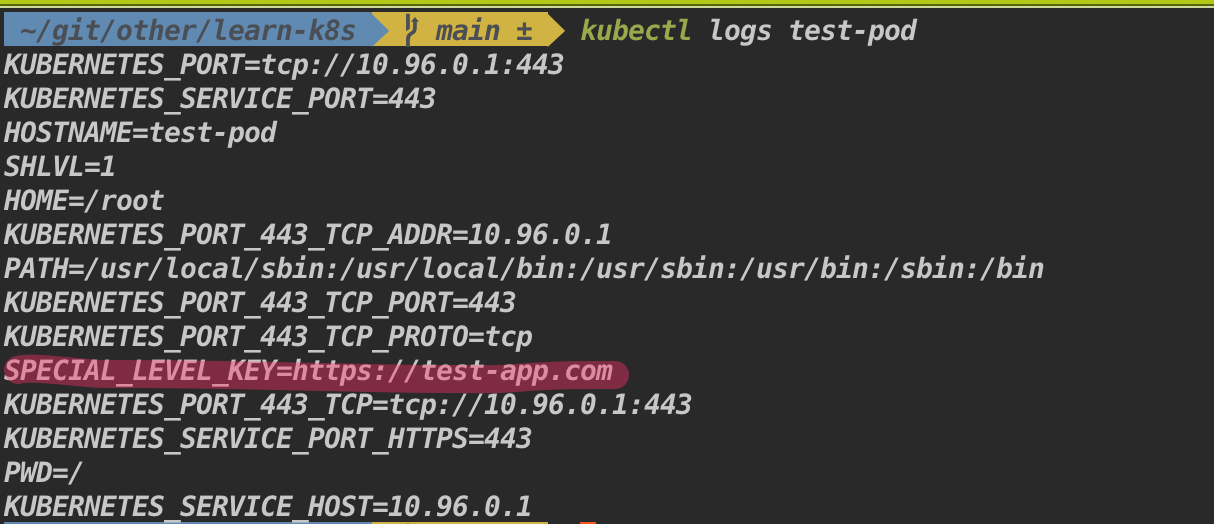 ~/git/other/learn-k8s main ± kubectl logs test-pod
KUBERNETES_PORT=tcp://10.96.0.1:443
KUBERNETES_SERVICE_PORT=443
HOSTNAME=test-pod
SHLVL=1
HOME=/root
KUBERNETES_PORT_443_TCP_ADDR=10.96.0.1
PATH=/usr/local/sbin:/usr/local/bin:/usr/sbin:/usr/bin:/sbin:/bin
KUBERNETES_PORT_443_TCP_PORT=443
KUBERNETES_PORT_443_TCP_PROTO=tcp
SPECIAL_LEVEL_KEY=https://test-app.com
KUBERNETES_PORT_443_TCP=tcp://10.96.0.1:443
KUBERNETES_SERVICE_PORT_HTTPS=443
PWD=/
KUBERNETES_SERVICE_HOST=10.96.0.1